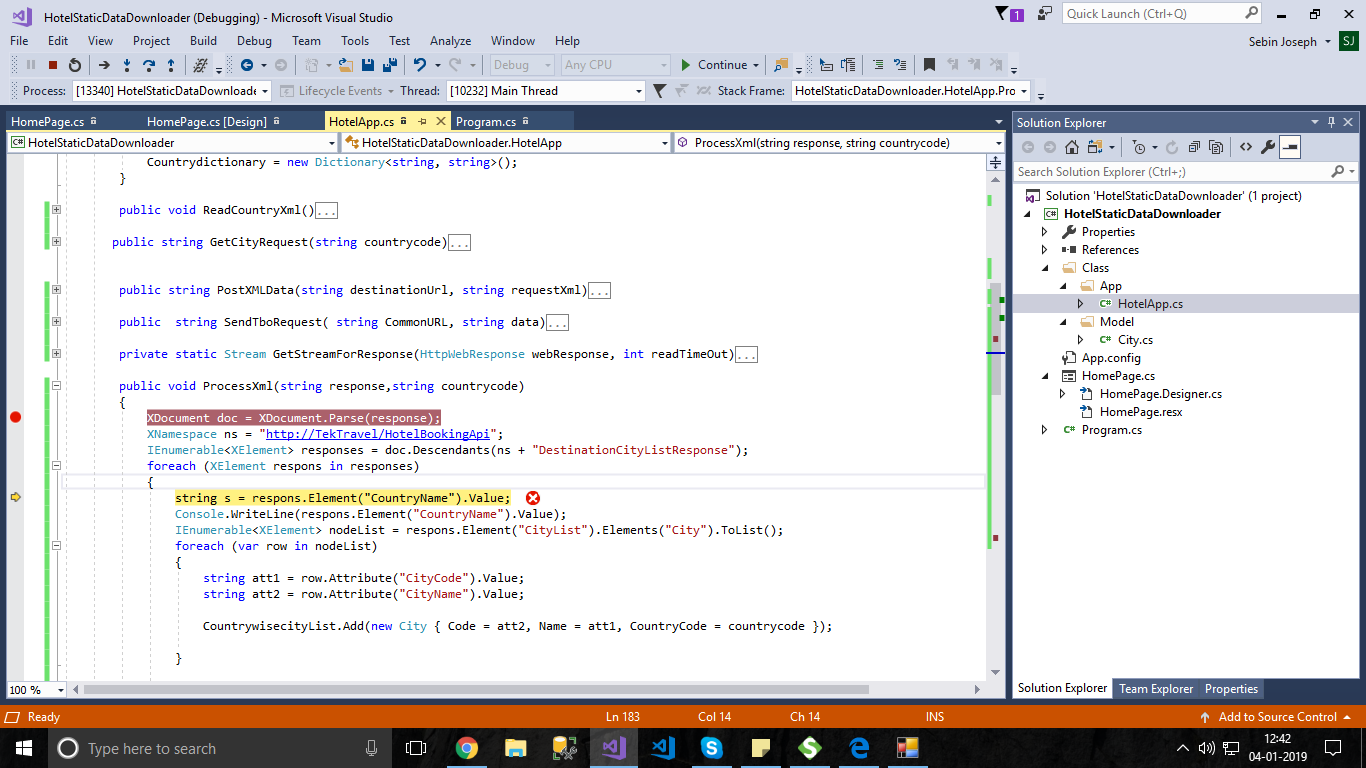 HotelStaticDataDownloader (Debugging) - Microsoft Visual Studio
1
Quick Launch (Ctrl+Q)
File Edit View Project Build Debug Team Tools Test Analyze Window Help
Sebin Joseph SJ
Debug Any CPU Continue
Process: [13340] HotelStaticDataDownloade Lifecycle Events Thread: [10232] Main Thread Stack Frame: HotelStaticDataDownloader.HotelApp.Pro
HomePage.cs HomePage.cs [Design] HotelApp.cs Program.cs
C# HotelStaticDataDownloader HotelStaticDataDownloader.HotelApp ProcessXml(string response, string countrycode)
Countrydictionary = new Dictionary<string, string>();
}
public void ReadCountryXml()...
public string GetCityRequest(string countrycode)...
public string PostXMLData(string destinationUrl, string requestXml)...
public  string SendTboRequest( string CommonURL, string data)...
private static Stream GetStreamForResponse(HttpWebResponse webResponse, int readTimeOut)...
public void ProcessXml(string response,string countrycode)
{
XDocument doc = XDocument.Parse(response);
XNamespace ns = "http://TekTravel/HotelBookingApi";
IEnumerable<XElement> responses = doc.Descendants(ns + "DestinationCityListResponse");
foreach (XElement respons in responses)
{
string s = respons.Element("CountryName").Value;
Console.WriteLine(respons.Element("CountryName").Value);
IEnumerable<XElement> nodeList = respons.Element("CityList").Elements("City").ToList();
foreach (var row in nodeList)
{
string att1 = row.Attribute("CityCode").Value;
string att2 = row.Attribute("CityName").Value;
CountrywisecityList.Add(new City { Code = att2, Name = att1, CountryCode = countrycode });
}
100 %
Solution Explorer
Search Solution Explorer (Ctrl+;)
Solution 'HotelStaticDataDownloader' (1 project)
C# HotelStaticDataDownloader
Properties
References
Class
App
C# HotelApp.cs
Model
C# City.cs
App.config
HomePage.cs
HomePage.Designer.cs
HomePage.resx
C# Program.cs
Solution Explorer Team Explorer Properties
Ready Ln 183 Col 14 Ch 14 INS Add to Source Control
Type here to search
12:42
04-01-2019